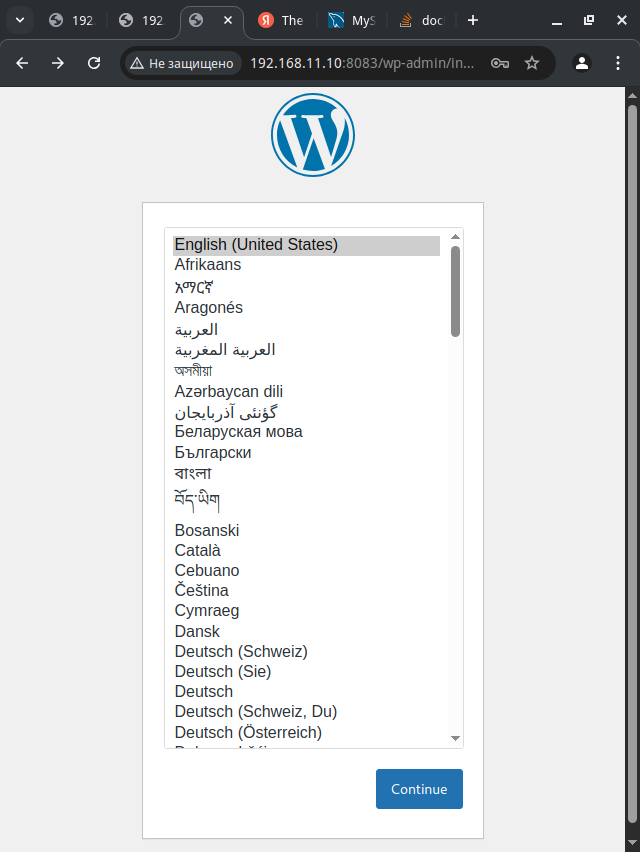 192
192
The
MyS
doc
Не защищено
192.168.11.10:8083/wp-admin/in...
English (United States)
Afrikaans
አማርኛ
Aragonés
العربية
العربية المغربية
অসমীয়া
Azərbaycan dili
گؤنئی آذربایجان
Беларуская мова
Български
বাংলা
བོད་ཡིག
Bosanski
Català
Cebuano
Čeština
Cymraeg
Dansk
Deutsch (Schweiz)
Deutsch (Sie)
Deutsch
Deutsch (Schweiz, Du)
Deutsch (Österreich)
Continue